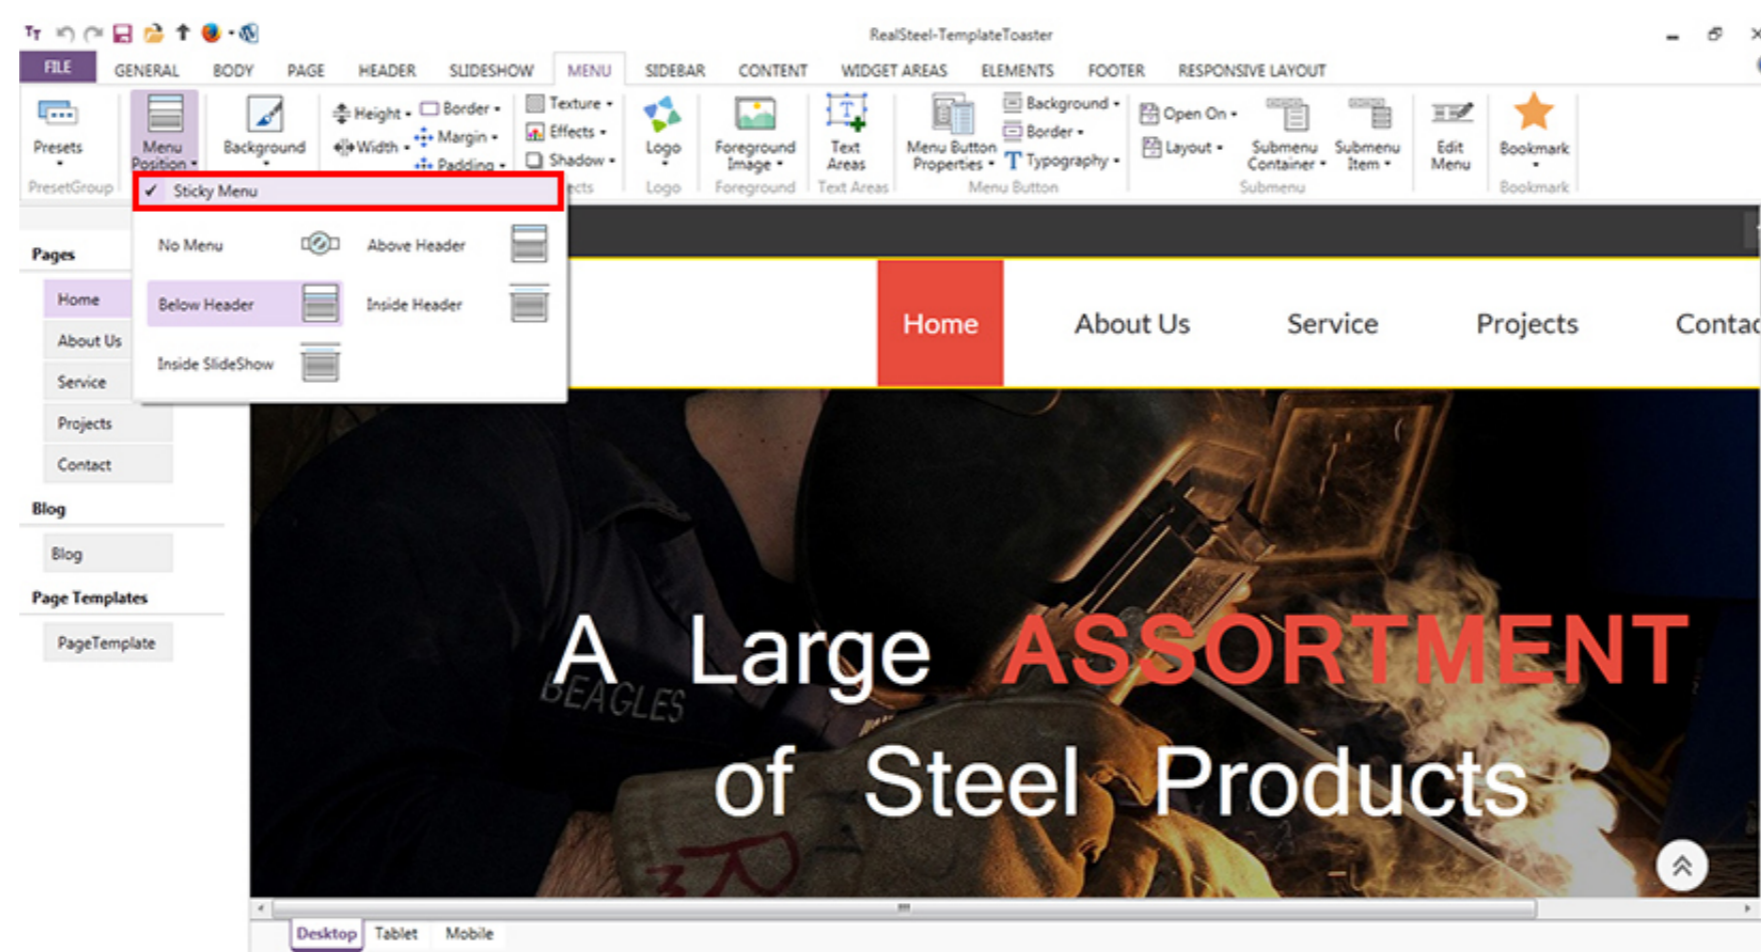 RealSteel-TemplateToaster
FILE GENERAL BODY PAGE HEADER SLIDESHOW MENU SIDEBAR CONTENT WIDGET AREAS ELEMENTS FOOTER RESPONSIVE LAYOUT
Presets
Menu Position
Background
Height
Width
Border
Margin
Padding
Texture
Effects
Shadow
Logo
Foreground Image
Text Areas
Menu Button Properties
Background
Border
Typography
Open On
Layout
Submenu Container
Submenu Item
Edit Menu
Bookmark
PresetGroup
Logo
Foreground
Text Areas
Menu Button
Submenu
Bookmark
✓ Sticky Menu
No Menu
Above Header
Below Header
Inside Header
Inside SlideShow
Pages
Home
About Us
Service
Projects
Contact
Blog
Blog
Page Templates
PageTemplate
Home About Us Service Projects Contac
A Large ASSORTMENT
BEAGLES
of Steel Products
Desktop Tablet Mobile